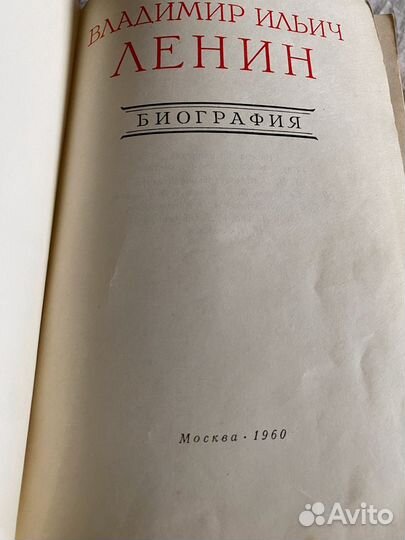 ВЛАДИМИР ИЛЬИЧ
ЛЕНИН
БИОГРАФИЯ
Москва · 1960
Avito